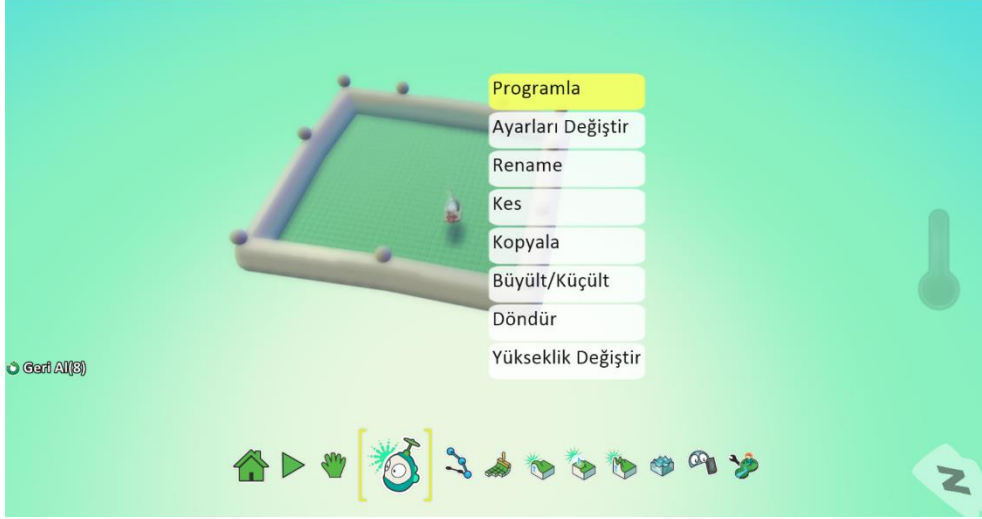 Programla
Ayarları Değiştir
Rename
Kes
Kopyala
Büyült/Küçült
Döndür
Yükseklik Değiştir
Geri Al(8)
Z